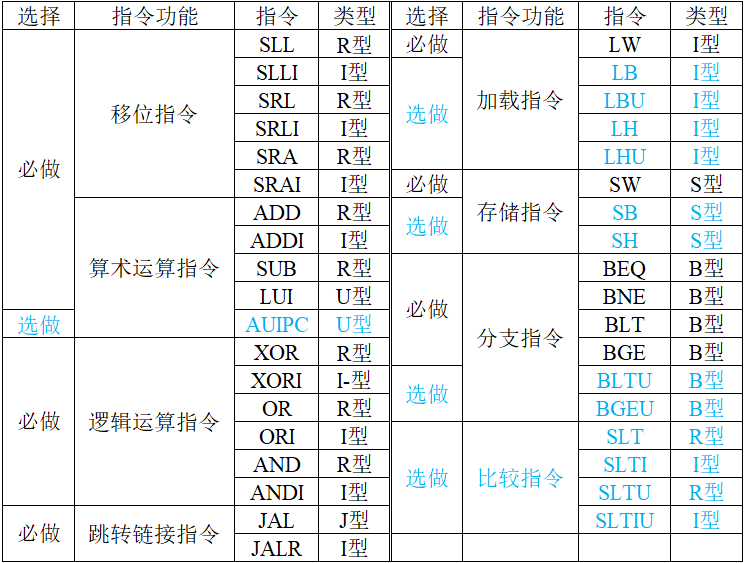 选择 指令功能 指令 类型 选择 指令功能 指令 类型
必做 移位指令 SLL R型 必做 加载指令 LW I型
SLLI I型 选做 LB I型
SRL R型 LBU I型
SRLI I型 LH I型
SRA R型 LHU I型
SRAI I型 必做 存储指令 SW S型
算术运算指令 ADD R型 选做 SB S型
ADDI I型 SH S型
SUB R型 必做 分支指令 BEQ B型
LUI U型 BNE B型
选做 AUIPC U型 BLT B型
必做 逻辑运算指令 XOR R型 BGE B型
XORI I-型 选做 BLTU B型
OR R型 BGEU B型
ORI I型 选做 比较指令 SLT R型
AND R型 SLTI I型
ANDI I型 SLTU R型
必做 跳转链接指令 JAL J型 SLTIU I型
JALR I型